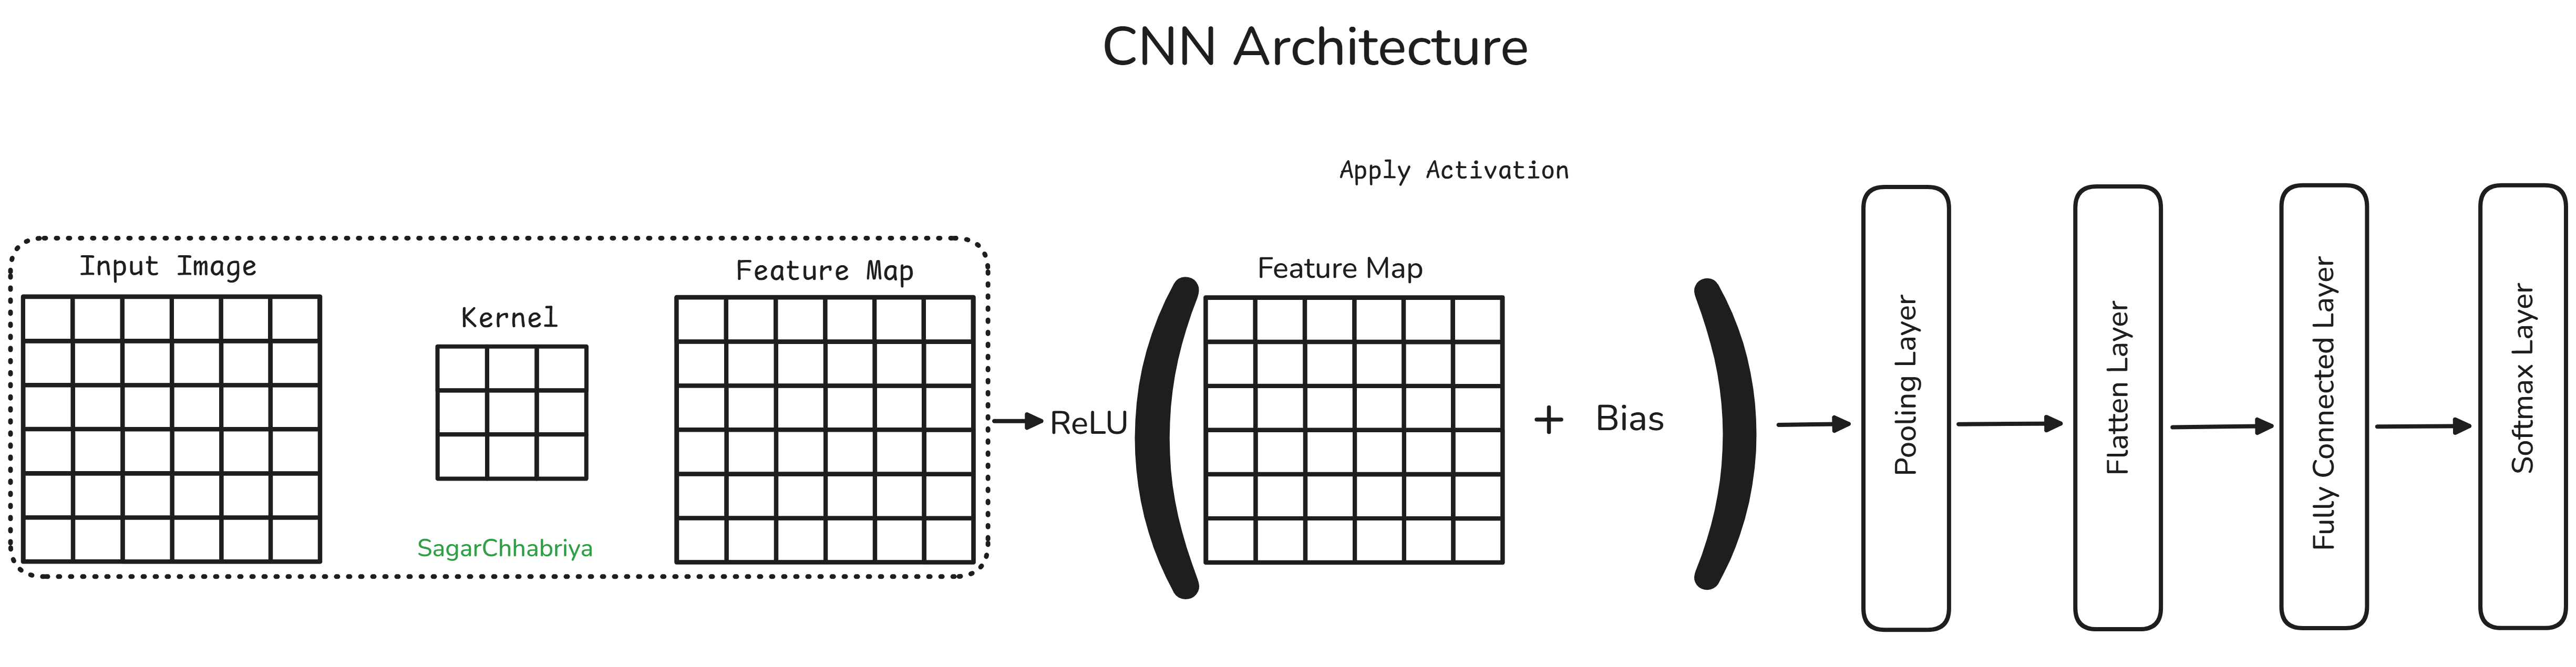 CNN Architecture
Apply Activation
Input Image
Kernel
Feature Map
SagarChhabriya
ReLU
Feature Map
+ Bias
Pooling Layer
Flatten Layer
Fully Connected Layer
Softmax Layer